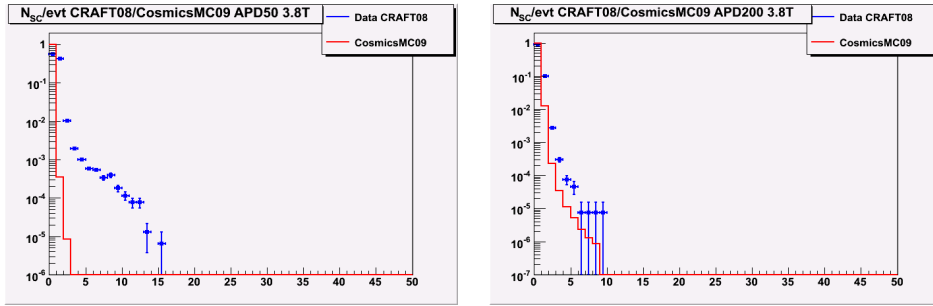 N_SC/evt CRAFT08/CosmicsMC09 APD50 3.8T
Data CRAFT08
CosmicsMC09
1
10^-1
10^-2
10^-3
10^-4
10^-5
10^-6
0 5 10 15 20 25 30 35 40 45 50
N_SC/evt CRAFT08/CosmicsMC09 APD200 3.8T
Data CRAFT08
CosmicsMC09
1
10^-1
10^-2
10^-3
10^-4
10^-5
10^-6
10^-7
0 5 10 15 20 25 30 35 40 45 50